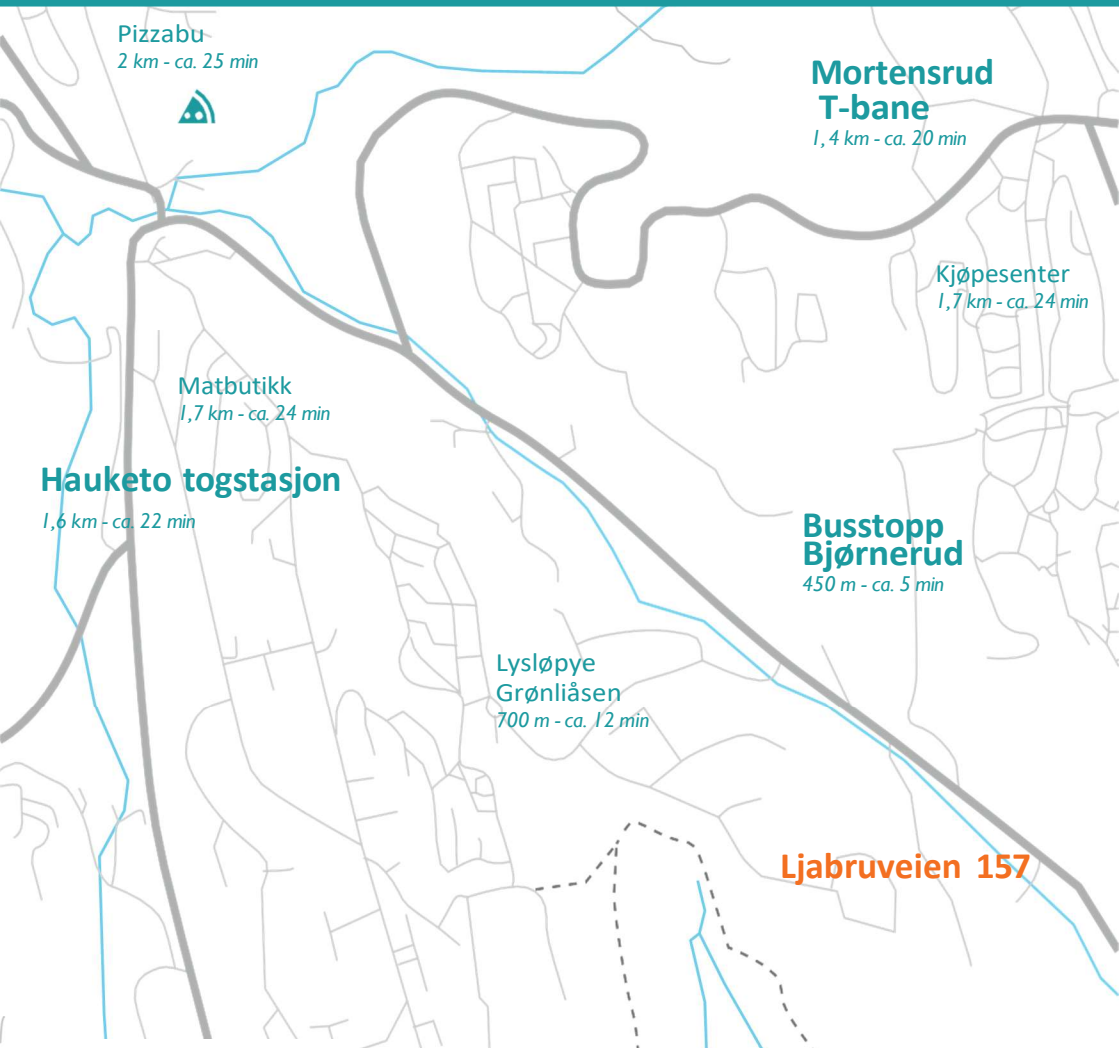 Pizzabu
2 km - ca. 25 min
Mortensrud
T-bane
1,4 km - ca. 20 min
Kjøpesenter
1,7 km - ca. 24 min
Matbutikk
1,7 km - ca. 24 min
Hauketo togstasjon
1,6 km - ca. 22 min
Busstopp
Bjørnerud
450 m - ca. 5 min
Lysløpye
Grønliåsen
700 m - ca. 12 min
Ljabruveien 157